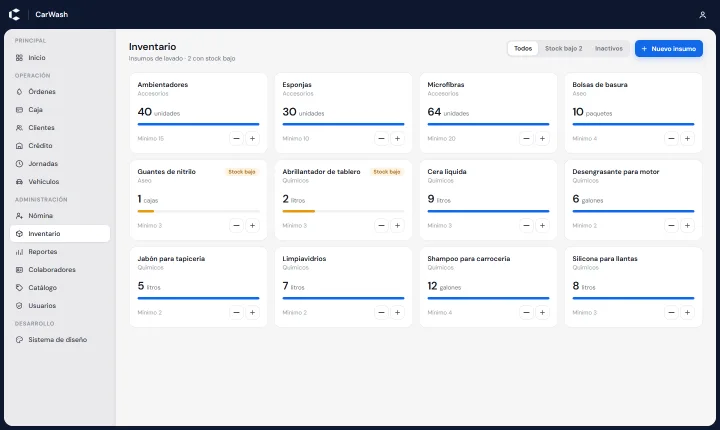 CarWash
PRINCIPAL
Inicio
OPERACIÓN
Órdenes
Caja
Clientes
Crédito
Jornadas
Vehículos
ADMINISTRACIÓN
Nómina
Inventario
Reportes
Colaboradores
Catálogo
Usuarios
DESARROLLO
Sistema de diseño
Inventario
Insumos de lavado · 2 con stock bajo
Todos Stock bajo 2 Inactivos
+ Nuevo insumo
Ambientadores
Accesorios
40 unidades
Mínimo 15
Esponjas
Accesorios
30 unidades
Mínimo 10
Microfibras
Accesorios
64 unidades
Mínimo 20
Bolsas de basura
Aseo
10 paquetes
Mínimo 4
Guantes de nitrilo Stock bajo
Aseo
1 cajas
Mínimo 3
Abrillantador de tablero Stock bajo
Químicos
2 litros
Mínimo 3
Cera líquida
Químicos
9 litros
Mínimo 3
Desengrasante para motor
Químicos
6 galones
Mínimo 2
Jabón para tapicería
Químicos
5 litros
Mínimo 2
Limpiavidrios
Químicos
7 litros
Mínimo 2
Shampoo para carrocería
Químicos
12 galones
Mínimo 4
Silicona para llantas
Químicos
8 litros
Mínimo 3